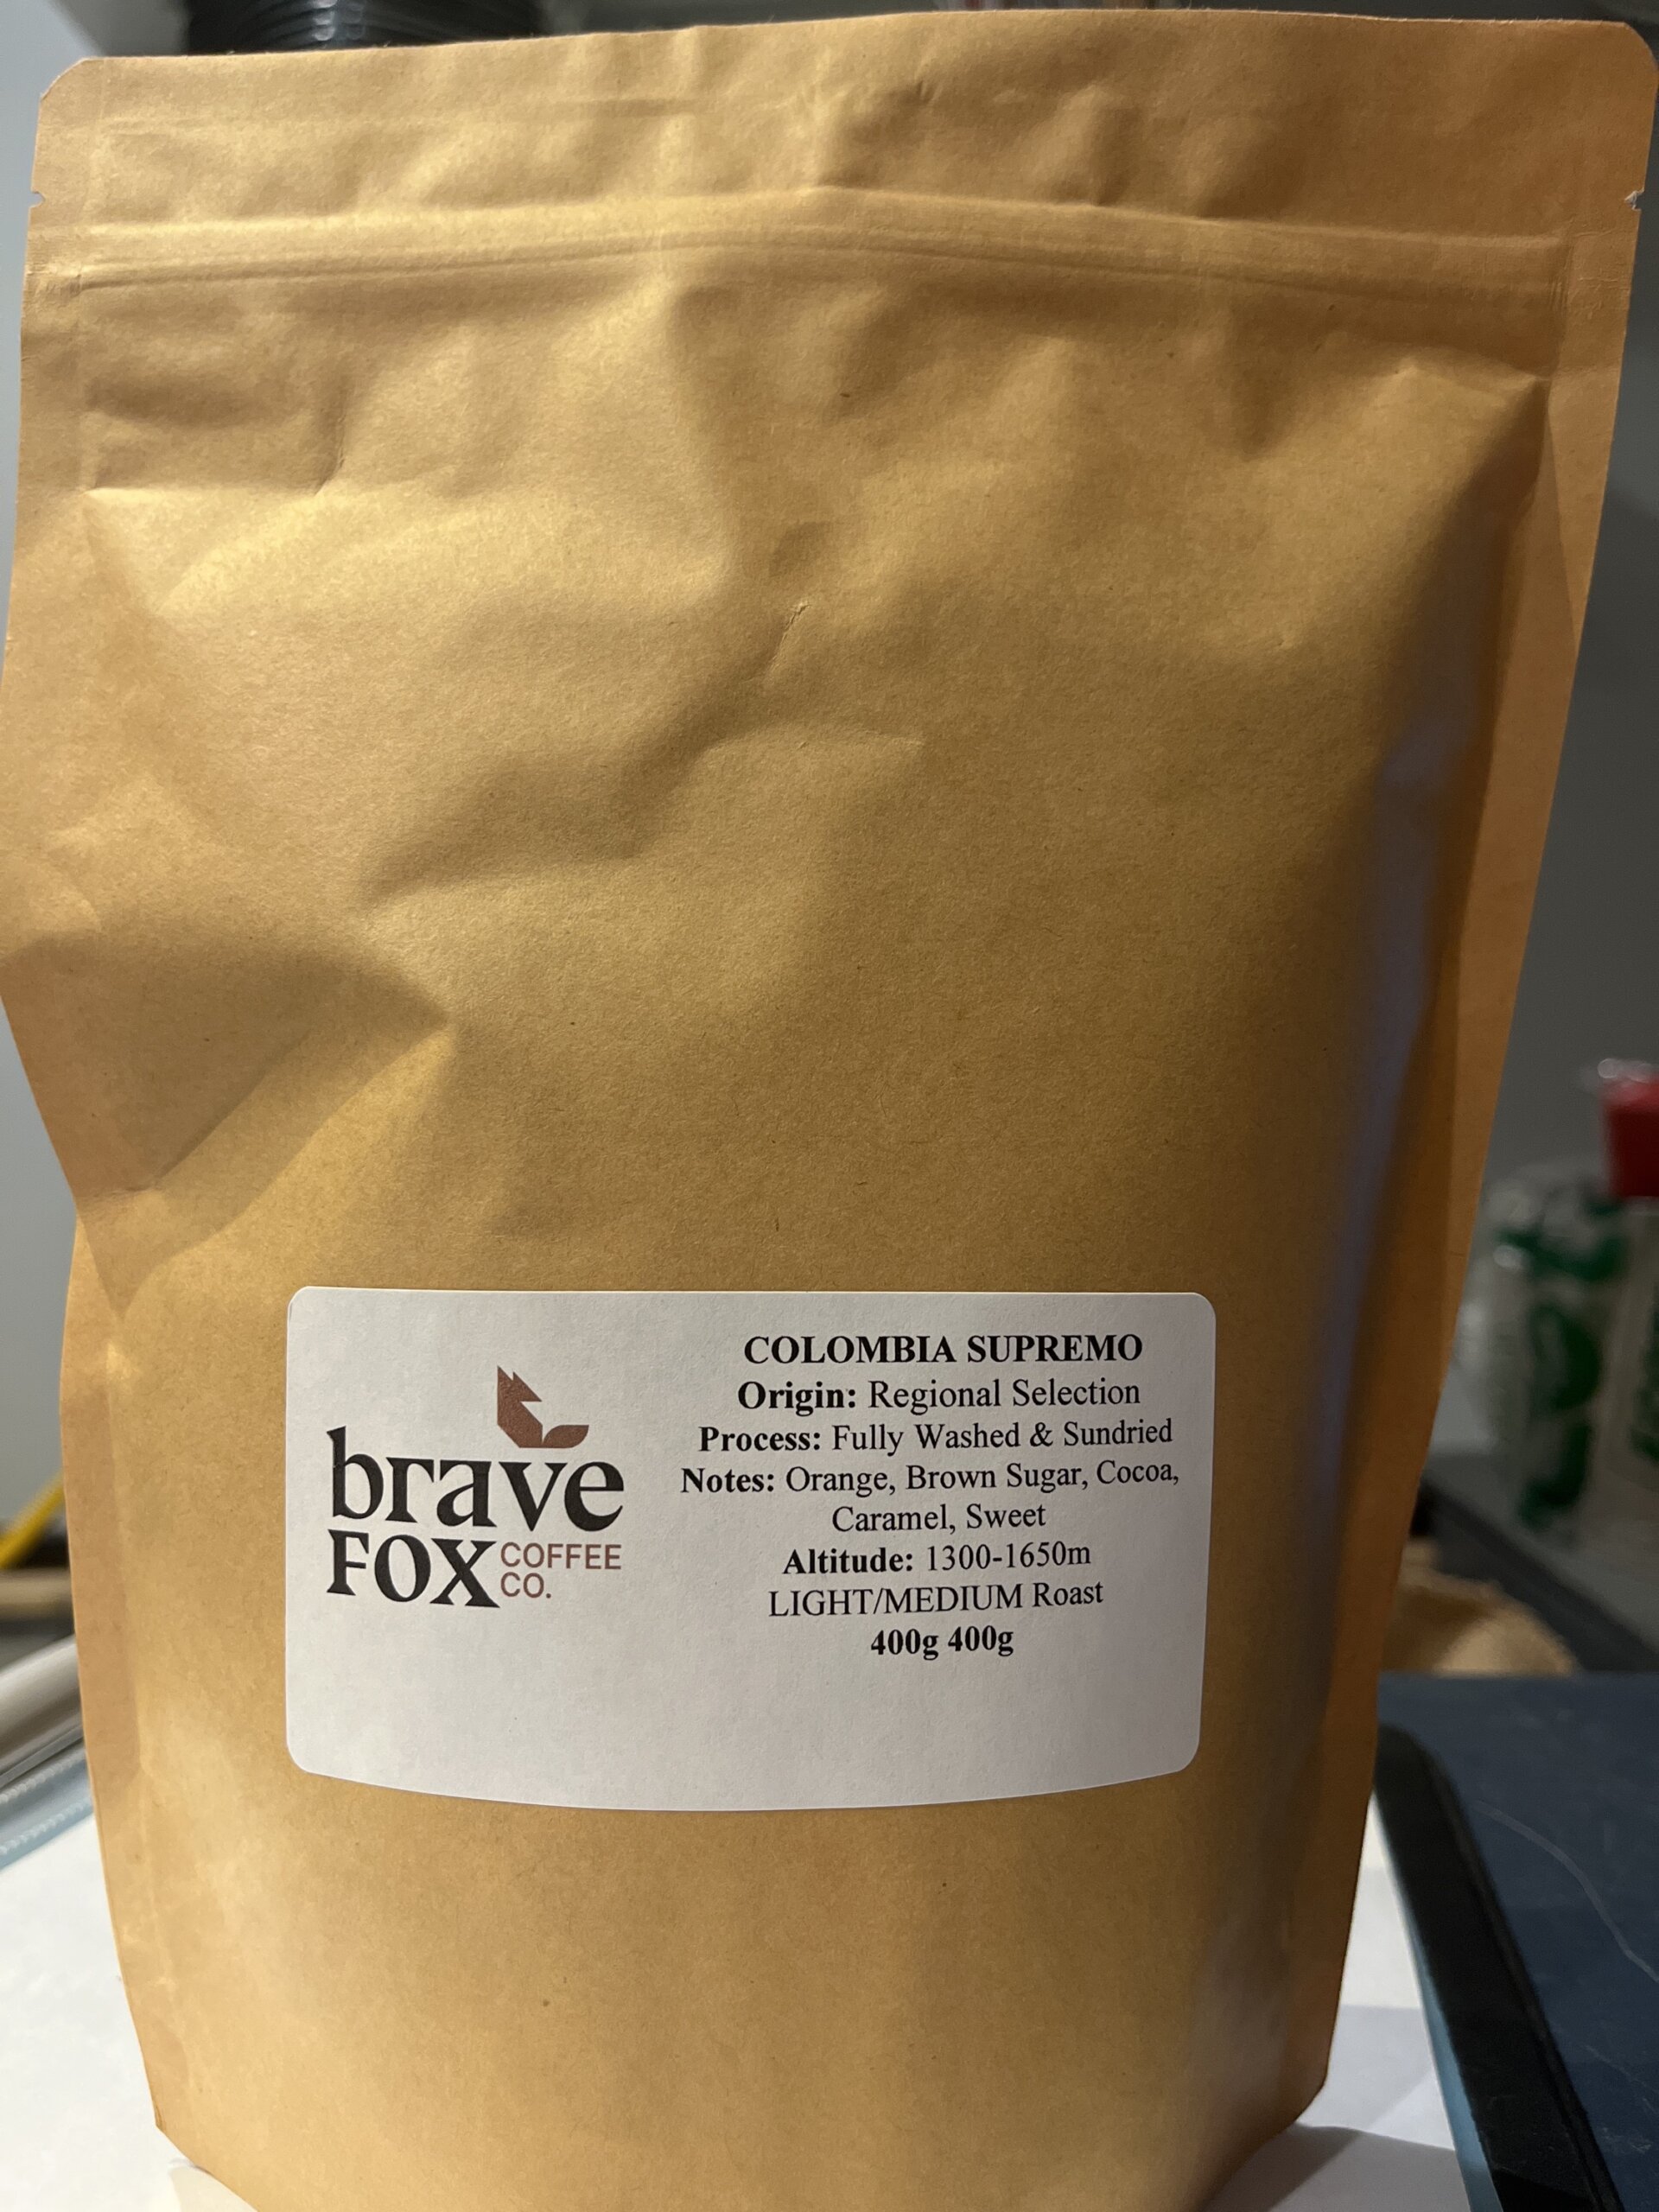 brave
FOX COFFEE
CO.
COLOMBIA SUPREMO
Origin: Regional Selection
Process: Fully Washed & Sundried
Notes: Orange, Brown Sugar, Cocoa,
Caramel, Sweet
Altitude: 1300-1650m
LIGHT/MEDIUM Roast
400g 400g